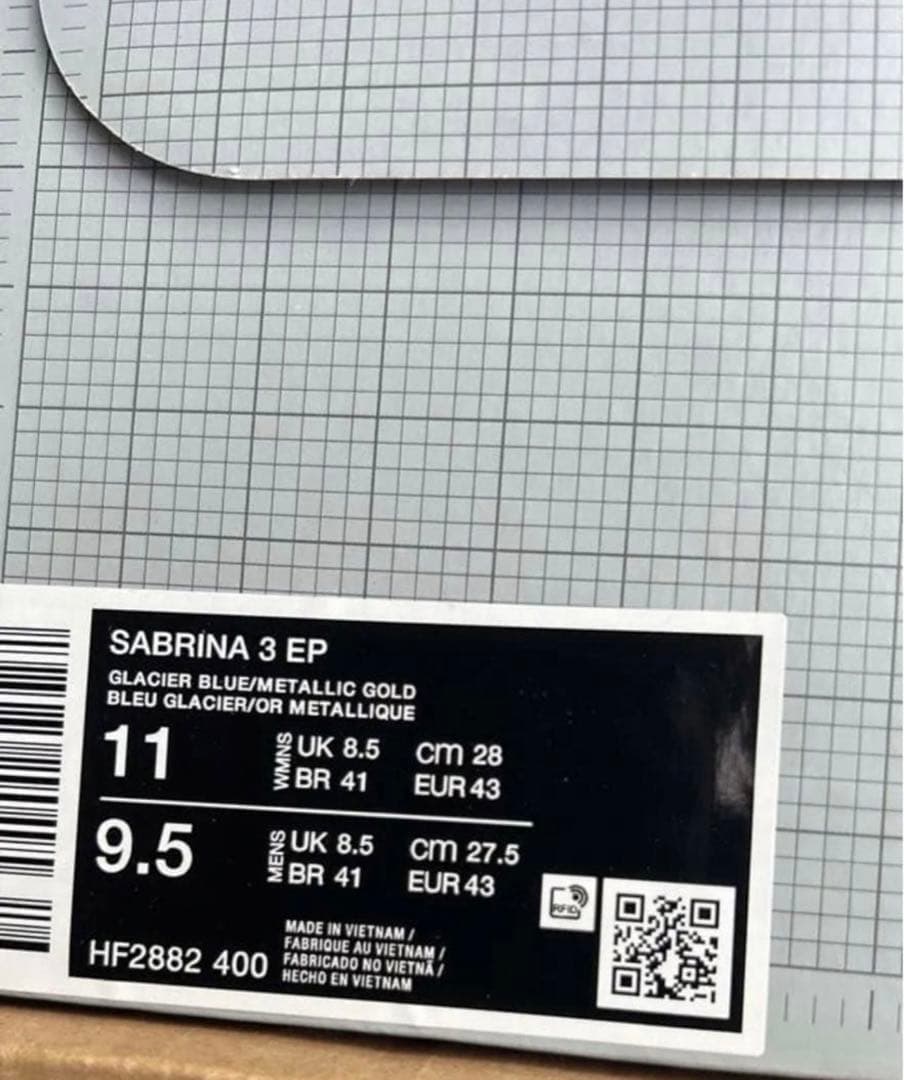 SABRINA 3 EP
GLACIER BLUE/METALLIC GOLD
BLEU GLACIER/OR METALLIQUE
11 WMNS UK 8.5 cm 28
BR 41 EUR 43
9.5 MENS UK 8.5 cm 27.5
BR 41 EUR 43
RFID
HF2882 400
MADE IN VIETNAM /
FABRIQUE AU VIETNAM /
FABRICADO NO VIETNÃ /
HECHO EN VIETNAM